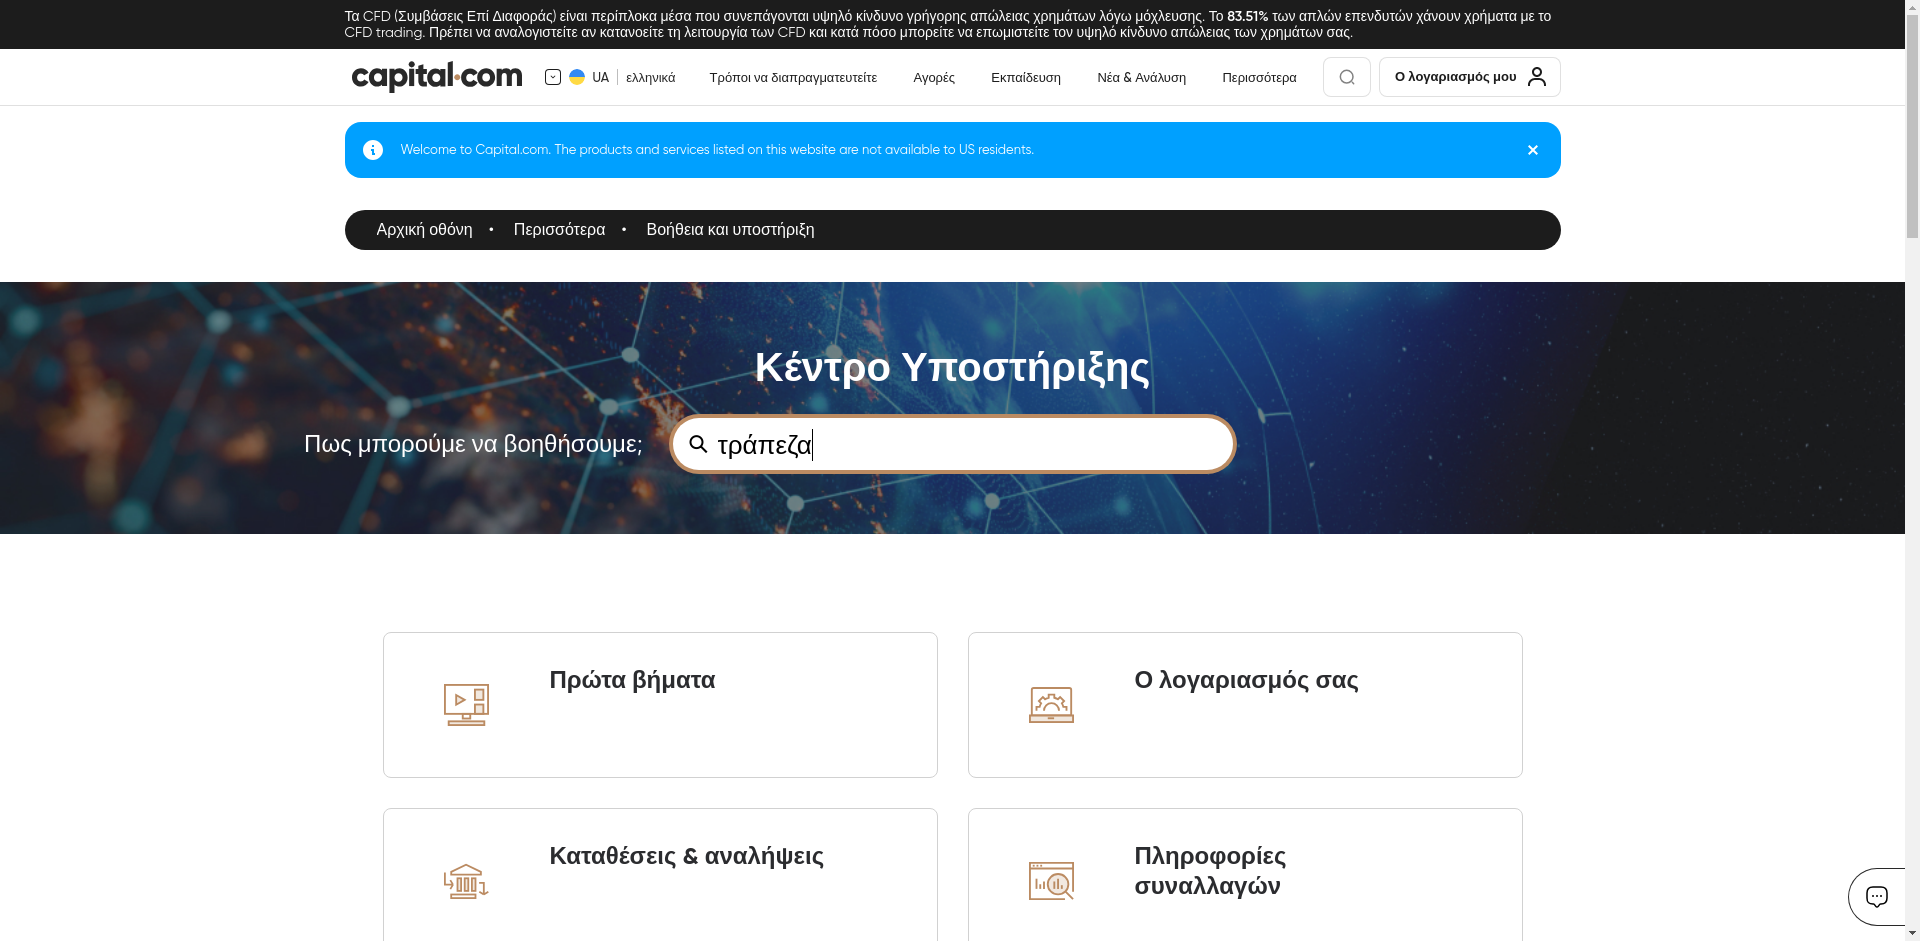 Τα CFD (Συμβάσεις Επί Διαφοράς) είναι περίπλοκα μέσα που συνεπάγονται υψηλό κίνδυνο γρήγορης απώλειας χρημάτων λόγω μόχλευσης. Το 83.51% των απλών επενδυτών χάνουν χρήματα με το
CFD trading. Πρέπει να αναλογιστείτε αν κατανοείτε τη λειτουργία των CFD και κατά πόσο μπορείτε να επωμιστείτε τον υψηλό κίνδυνο απώλειας των χρημάτων σας.
capital.com UA ελληνικά Τρόποι να διαπραγματευτείτε Αγορές Εκπαίδευση Νέα & Ανάλυση Περισσότερα Ο λογαριασμός μου
Welcome to Capital.com. The products and services listed on this website are not available to US residents.
Αρχική οθόνη • Περισσότερα • Βοήθεια και υποστήριξη
Κέντρο Υποστήριξης
Πως μπορούμε να βοηθήσουμε; τράπεζα
Πρώτα βήματα
Ο λογαριασμός σας
Καταθέσεις & αναλήψεις
Πληροφορίες
συναλλαγών